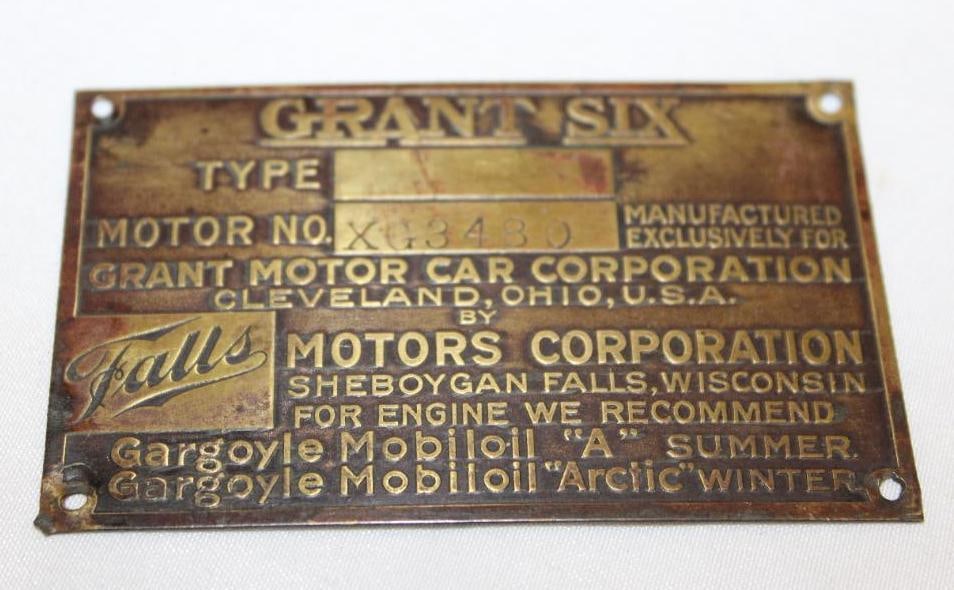 GRANT SIX
TYPE
MOTOR NO. XG3480
MANUFACTURED
EXCLUSIVELY FOR
GRANT MOTOR CAR CORPORATION
CLEVELAND, OHIO, U.S.A.
BY
Falls MOTORS CORPORATION
SHEBOYGAN FALLS, WISCONSIN
FOR ENGINE WE RECOMMEND
Gargoyle Mobiloil "A" SUMMER.
Gargoyle Mobiloil "Arctic" WINTER.